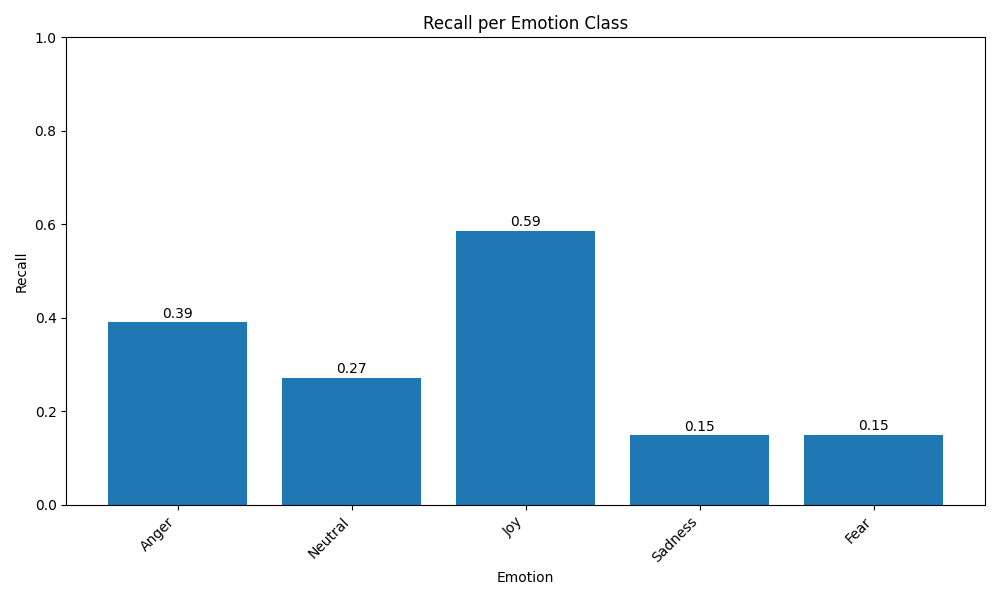 Recall per Emotion Class
1.0
0.8
0.6
0.4
0.2
0.0
Recall
0.39
0.27
0.59
0.15
0.15
Anger
Neutral
Joy
Sadness
Fear
Emotion